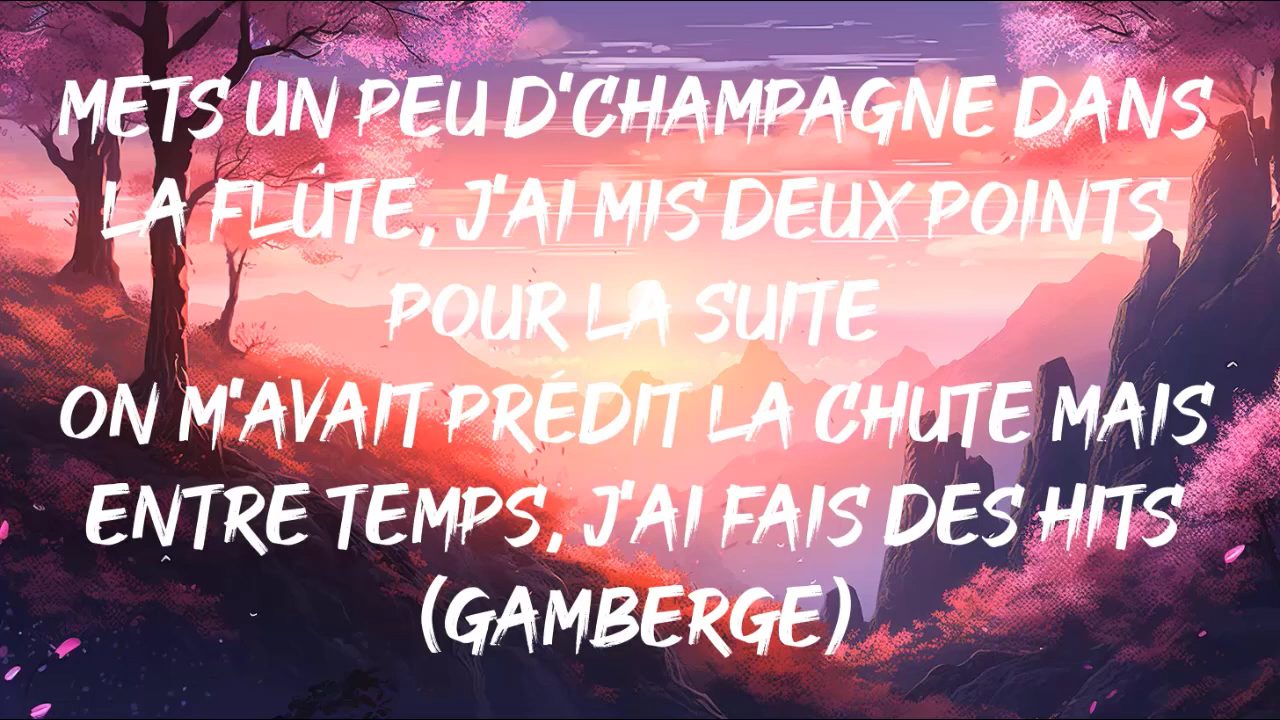 METS UN PEU D'CHAMPAGNE DANS
LA FLÛTE, J'AI MIS DEUX POINTS
POUR LA SUITE
ON M'AVAIT PRÉDIT LA CHUTE MAIS
ENTRE TEMPS, J'AI FAIS DES HITS
(GAMBERGE)